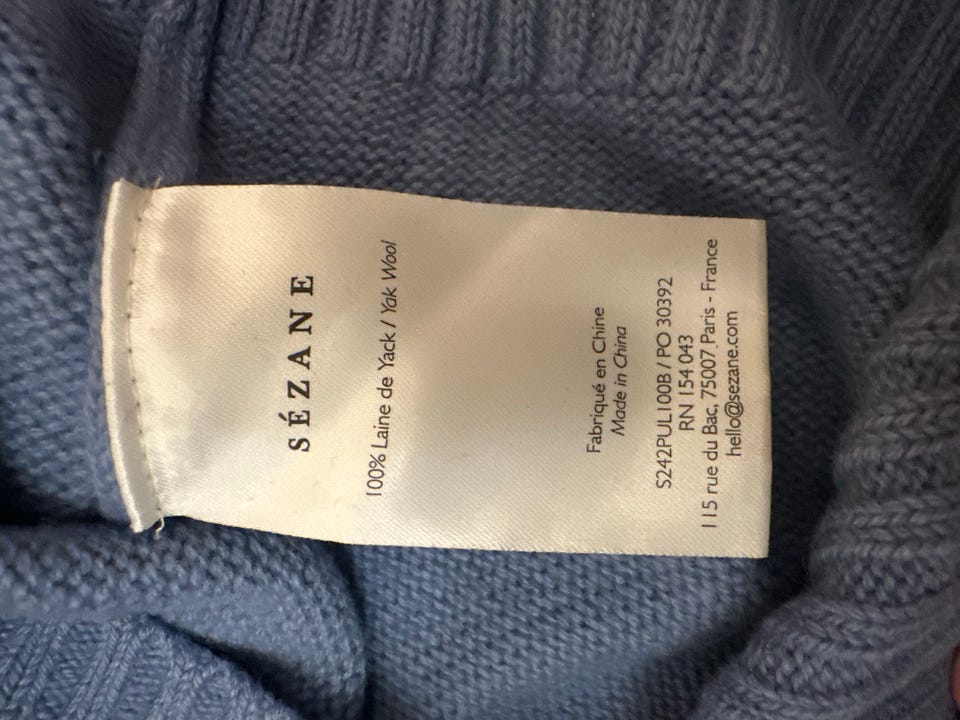 SÉZANE
100% Laine de Yack / Yak Wool
Fabriqué en Chine
Made in China
S242PUL100B / PO 30392
RN 154 043
115 rue du Bac, 75007 Paris - France
hello@sezane.com